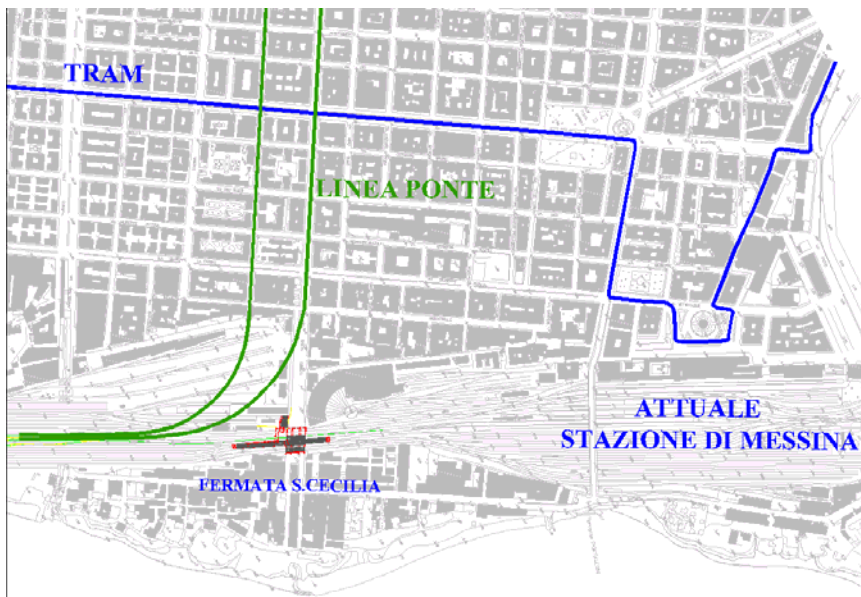 TRAM
LINEA PONTE
ATTUALE
STAZIONE DI MESSINA
FERMATA S.CECILIA